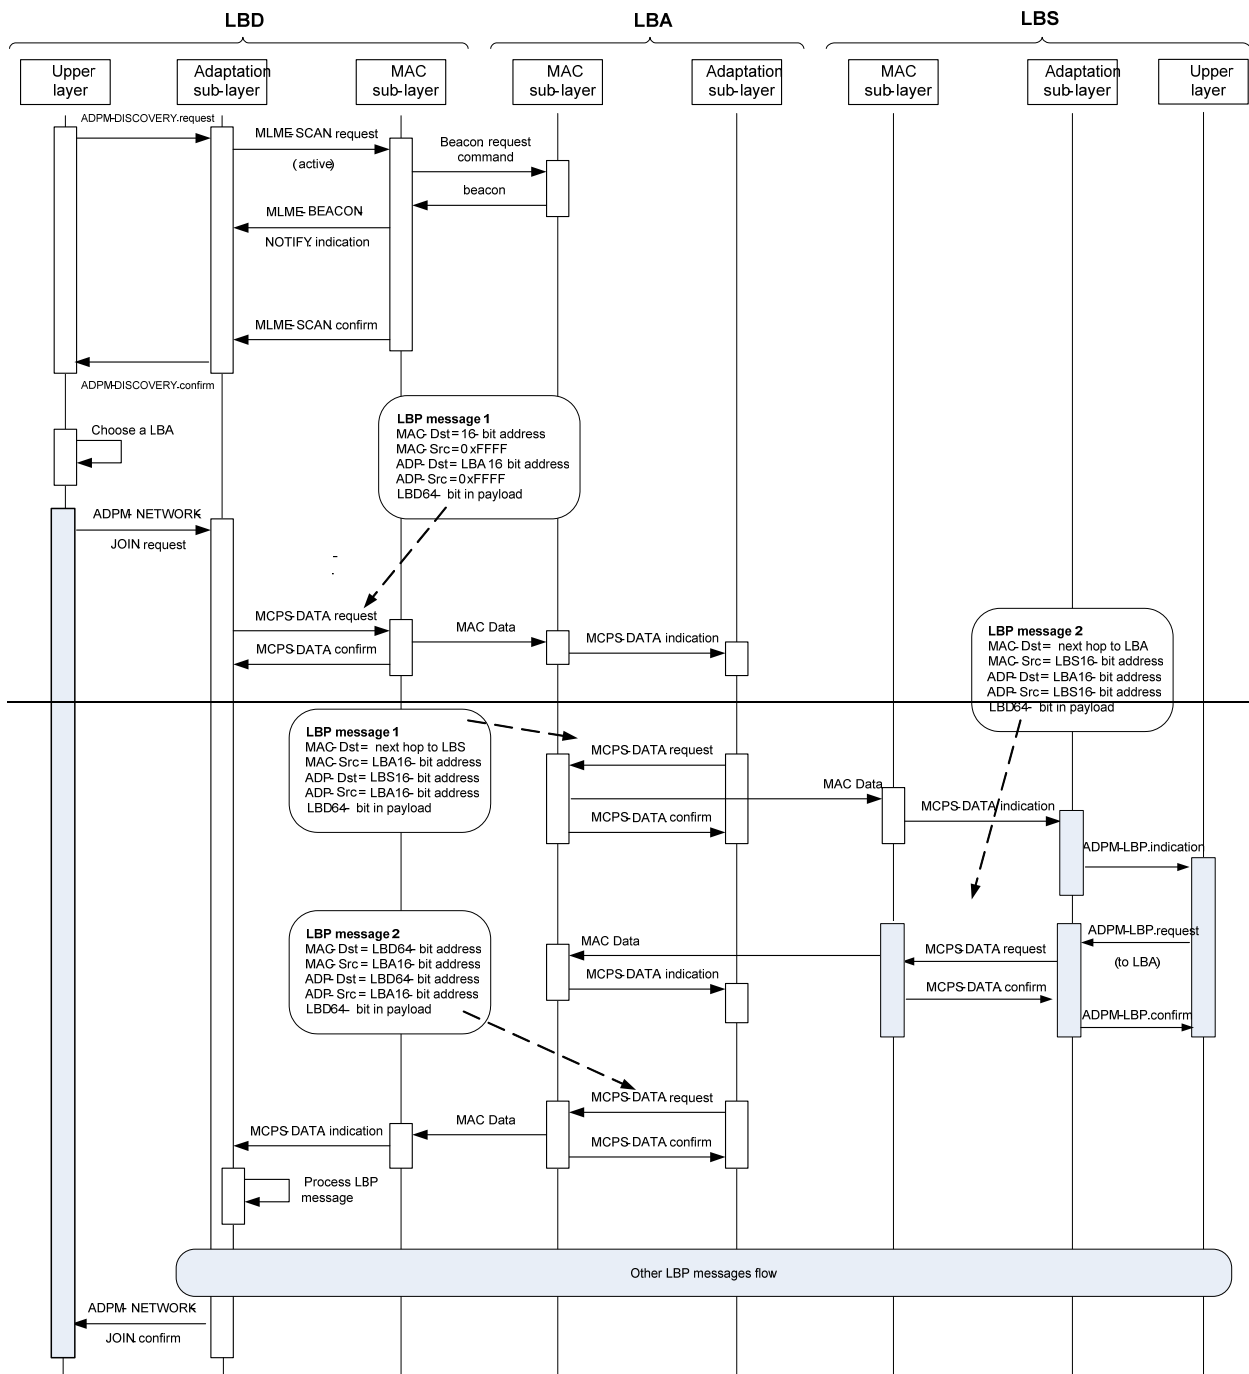 LBD
LBA
LBS
Upper
layer
Adaptation
sub-layer
MAC
sub-layer
MAC
sub-layer
Adaptation
sub-layer
MAC
sub-layer
Adaptation
sub-layer
Upper
layer
ADPM-DISCOVERY.request
MLME-SCAN.request
(active)
Beacon request
command
beacon
MLME-BEACON-
NOTIFY.indication
MLME-SCAN.confirm
ADPM-DISCOVERY.confirm
Choose a LBA
LBP message 1
MAC-Dst=16-bit address
MAC-Src=0xFFFF
ADP-Dst=LBA16 bit address
ADP-Src=0xFFFF
LBD64-bit in payload
ADPM-NETWORK-
JOIN.request
MCPS-DATA.request
MCPS-DATA.confirm
MAC Data
MCPS-DATA.indication
LBP message 2
MAC-Dst= next hop to LBA
MAC-Src=LBS16-bit address
ADP-Dst=LBA16-bit address
ADP-Src=LBS16-bit address
LBD64-bit in payload
LBP message 1
MAC-Dst= next hop to LBS
MAC-Src=LBA16-bit address
ADP-Dst=LBS16-bit address
ADP-Src=LBA16-bit address
LBD64-bit in payload
MCPS-DATA.request
MAC Data
MCPS-DATA.confirm
MCPS-DATA.indication
ADPM-LBP.indication
LBP message 2
MAC-Dst=LBD64-bit address
MAC-Src=LBA16-bit address
ADP-Dst=LBD64-bit address
ADP-Src=LBA16-bit address
LBD64-bit in payload
MAC Data
MCPS-DATA.indication
MCPS-DATA.request
ADPM-LBP.request
(to LBA)
MCPS-DATA.confirm
ADPM-LBP.confirm
MCPS-DATA.request
MAC Data
MCPS-DATA.indication
MCPS-DATA.confirm
Process LBP
message
Other LBP messages flow
ADPM-NETWORK-
JOIN.confirm